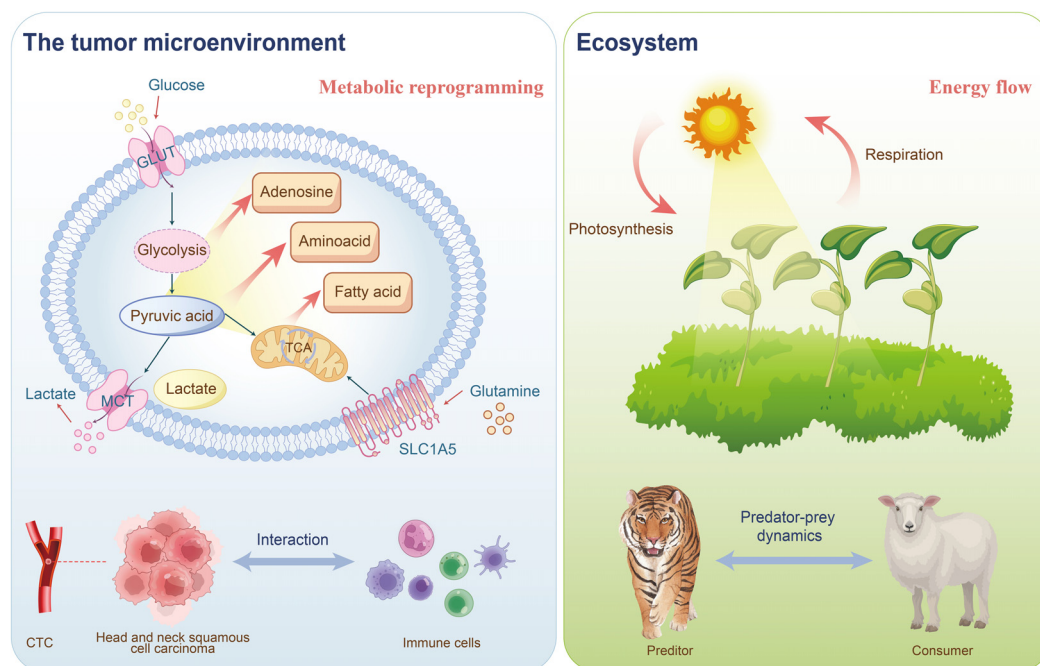 The tumor microenvironment
Metabolic reprogramming
Glucose
GLUT
Adenosine
Glycolysis
Aminoacid
Pyruvic acid
Fatty acid
TCA
Lactate
MCT
Lactate
Glutamine
SLC1A5
Interaction
CTC
Head and neck squamous
cell carcinoma
Immune cells
Ecosystem
Energy flow
Respiration
Photosynthesis
Predator-prey
dynamics
Preditor
Consumer